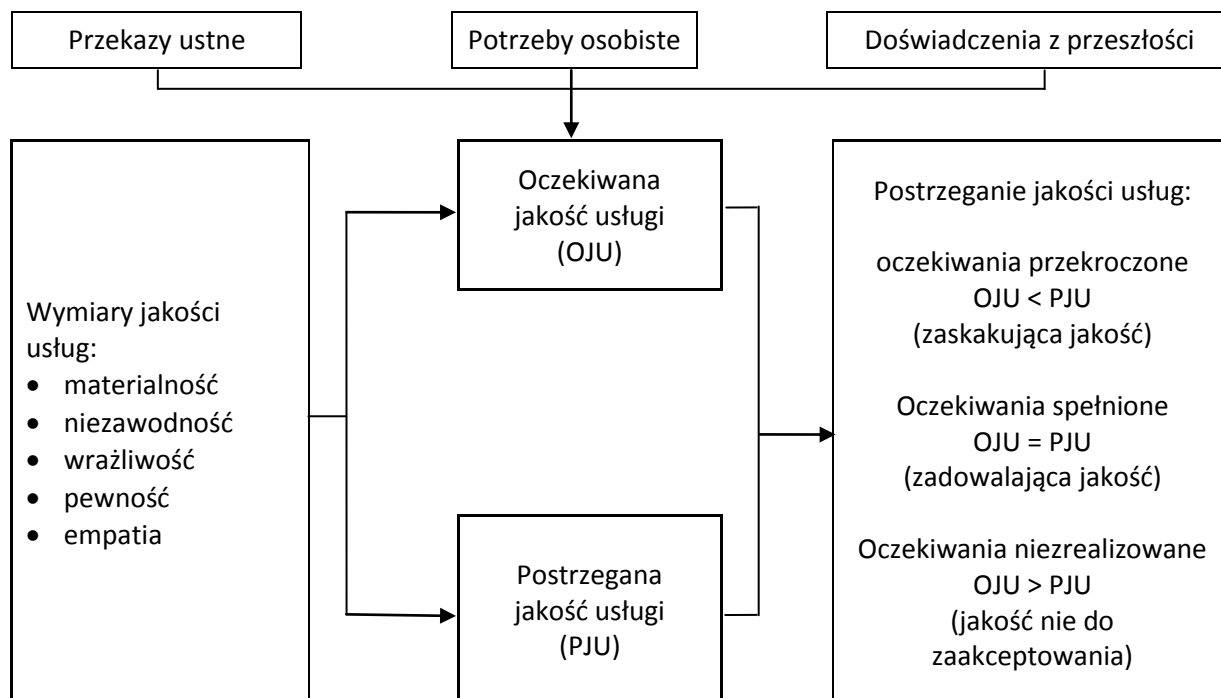 Przekazy ustne
Potrzeby osobiste
Doświadczenia z przeszłości
Wymiary jakości
usług:
• materialność
• niezawodność
• wrażliwość
• pewność
• empatia
Oczekiwana
jakość usługi
(OJU)
Postrzegana
jakość usługi
(PJU)
Postrzeganie jakości usług:
oczekiwania przekroczone
OJU < PJU
(zaskakująca jakość)
Oczekiwania spełnione
OJU = PJU
(zadowalająca jakość)
Oczekiwania niezrealizowane
OJU > PJU
(jakość nie do
zaakceptowania)